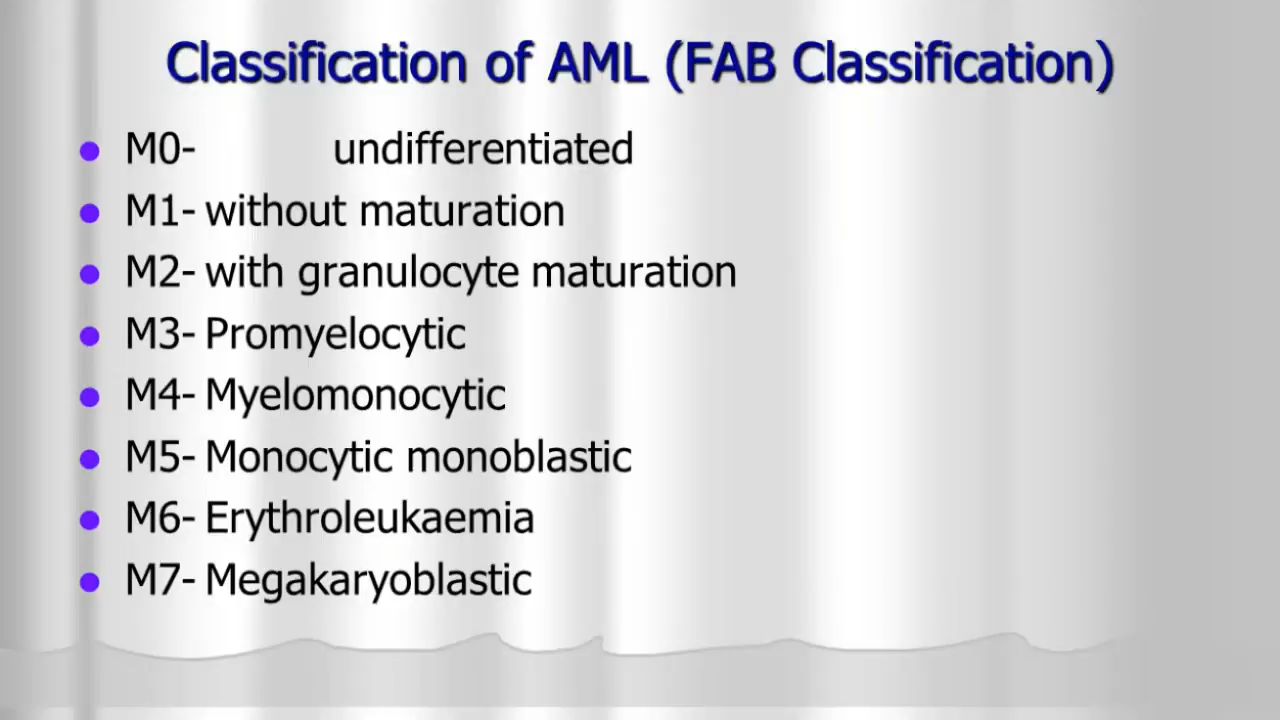 Classification of AML (FAB Classification)
M0- undifferentiated
M1- without maturation
M2- with granulocyte maturation
M3- Promyelocytic
M4- Myelomonocytic
M5- Monocytic monoblastic
M6- Erythroleukaemia
M7- Megakaryoblastic